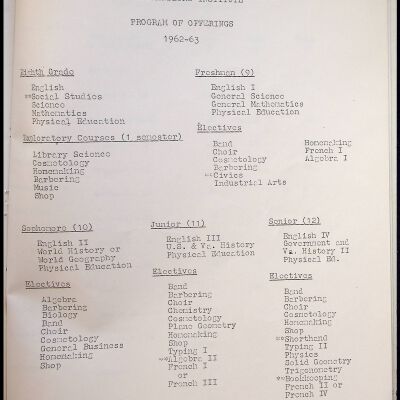 INSTITUTE
PROGRAM OF OFFERINGS
1962-63
Eighth Grade
English
**Social Studies
Science
Mathematics
Physical Education
Exploratory Courses (1 semester)
Library Science
Cosmetology
Homemaking
Barbering
Music
Shop
Freshman (9)
English I
General Science
General Mathematics
Physical Education
Electives
Band
Choir
Cosmetology
Barbering
**Civics
Industrial Arts
Homemaking
French I
Algebra I
Sophomore (10)
English II
World History or
World Geography
Physical Education
Electives
Algebra
Barbering
Biology
Band
Choir
Cosmetology
General Business
Homemaking
Shop
Junior (11)
English III
U.S. & Va. History
Physical Education
Electives
Band
Barbering
Choir
Chemistry
Cosmetology
Plane Geometry
Homemaking
Shop
Typing I
**Algebra II
French I
or
French III
Senior (12)
English IV
Government and
Va. History II
Physical Ed.
Electives
Band
Barbering
Choir
Cosmetology
Homemaking
Shop
**Shorthand
Typing II
Physics
Solid Geometry
Trigonometry
**Bookkeeping
French II or
French IV